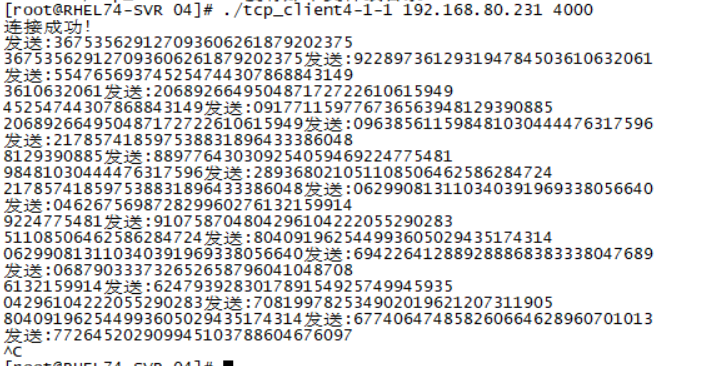 [root@RHEL74-SVR 04]# ./tcp_client4-1-1 192.168.80.231 4000
连接成功!
发送:367535629127093606261879202375
367535629127093606261879202375发送:922897361293194784503610632061
发送:554765693745254744307868843149
3610632061发送:206892664950487172722610615949
45254744307868843149发送:091771159776736563948129390885
206892664950487172722610615949发送:096385611598481030444476317596
发送:217857418597538831896433386048
8129390885发送:889776430309254059469224775481
98481030444476317596发送:289368021051108506462586284724
217857418597538831896433386048发送:062990813110340391969338056640
发送:046267569872829960276132159914
9224775481发送:910758704804296104222055290283
51108506462586284724发送:804091962544993605029435174314
062990813110340391969338056640发送:694226412889288868383338047689
发送:068790333732652658796041048708
6132159914发送:624793928301789154925749945935
04296104222055290283发送:708199782534902019621207311905
804091962544993605029435174314发送:677406474858260664628960701013
发送:772645202909945103788604676097
^C
[root@RHEL74-SVR 04]#